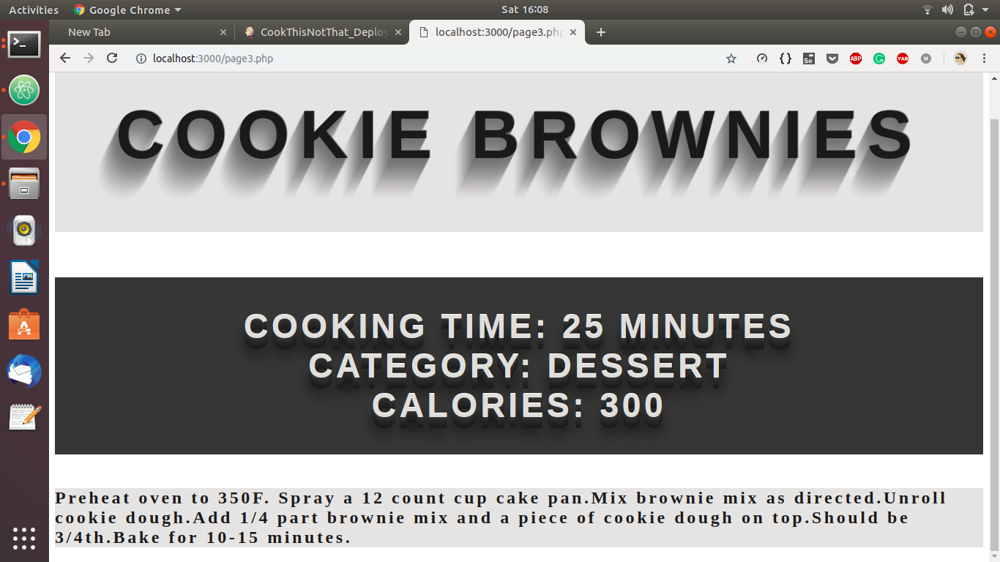 Activities Google Chrome Sat 16:08
New Tab CookThisNotThat_Deploy localhost:3000/page3.php
localhost:3000/page3.php
{} Se ABP G YAB M
COOKIE BROWNIES
COOKING TIME: 25 MINUTES
CATEGORY: DESSERT
CALORIES: 300
Preheat oven to 350F. Spray a 12 count cup cake pan.Mix brownie mix as directed.Unroll
cookie dough.Add 1/4 part brownie mix and a piece of cookie dough on top.Should be
3/4th.Bake for 10-15 minutes.